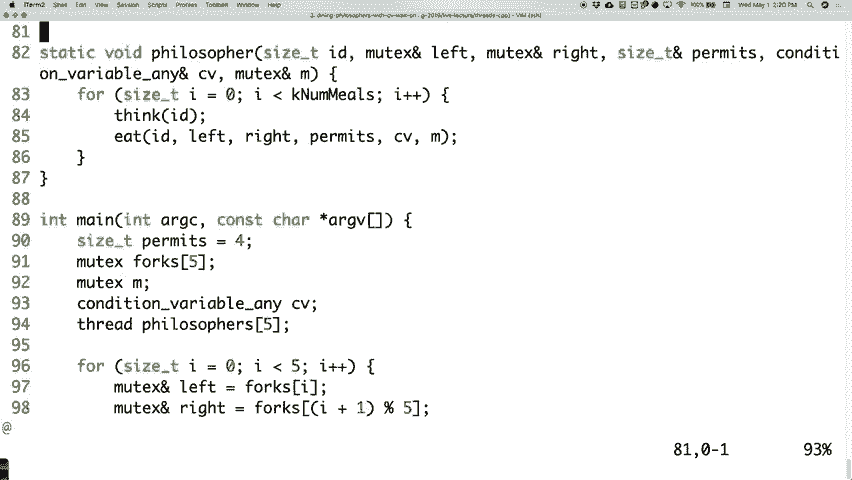 iTerm2 Shell Edit View Session Scripts Profiles Toolbelt Window Help 100% Wed May 1 2:20 PM
81
82 static void philosopher(size_t id, mutex& left, mutex& right, size_t& permits, conditi
on_variable_any& cv, mutex& m) {
83     for (size_t i = 0; i < kNumMeals; i++) {
84         think(id);
85         eat(id, left, right, permits, cv, m);
86     }
87 }
88
89 int main(int argc, const char *argv[]) {
90     size_t permits = 4;
91     mutex forks[5];
92     mutex m;
93     condition_variable_any cv;
94     thread philosophers[5];
95
96     for (size_t i = 0; i < 5; i++) {
97         mutex& left = forks[i];
98         mutex& right = forks[(i + 1) % 5];
@
81,0-1 93%